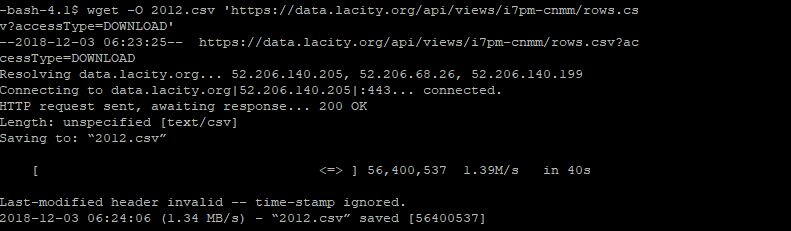 -bash-4.1$ wget -O 2012.csv 'https://data.lacity.org/api/views/i7pm-cnmm/rows.cs
v?accessType=DOWNLOAD'
--2018-12-03 06:23:25--  https://data.lacity.org/api/views/i7pm-cnmm/rows.csv?ac
cessType=DOWNLOAD
Resolving data.lacity.org... 52.206.140.205, 52.206.68.26, 52.206.140.199
Connecting to data.lacity.org|52.206.140.205|:443... connected.
HTTP request sent, awaiting response... 200 OK
Length: unspecified [text/csv]
Saving to: “2012.csv”
    [                                   <=> ] 56,400,537  1.39M/s   in 40s
Last-modified header invalid -- time-stamp ignored.
2018-12-03 06:24:06 (1.34 MB/s) - “2012.csv” saved [56400537]